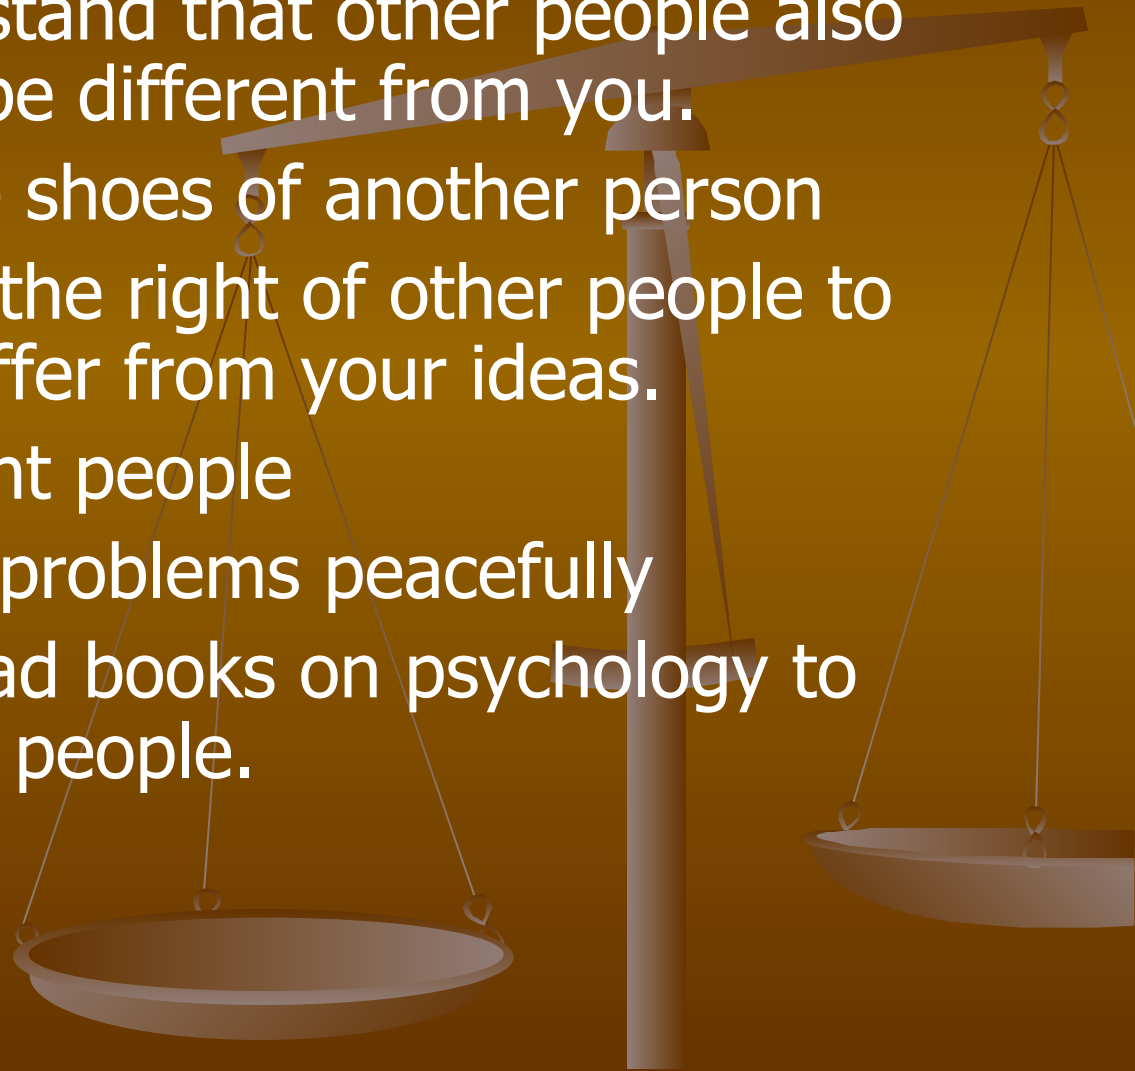 stand that other people also
be different from you.
shoes of another person
the right of other people to
ffer from your ideas.
nt people
problems peacefully
ad books on psychology to
people.